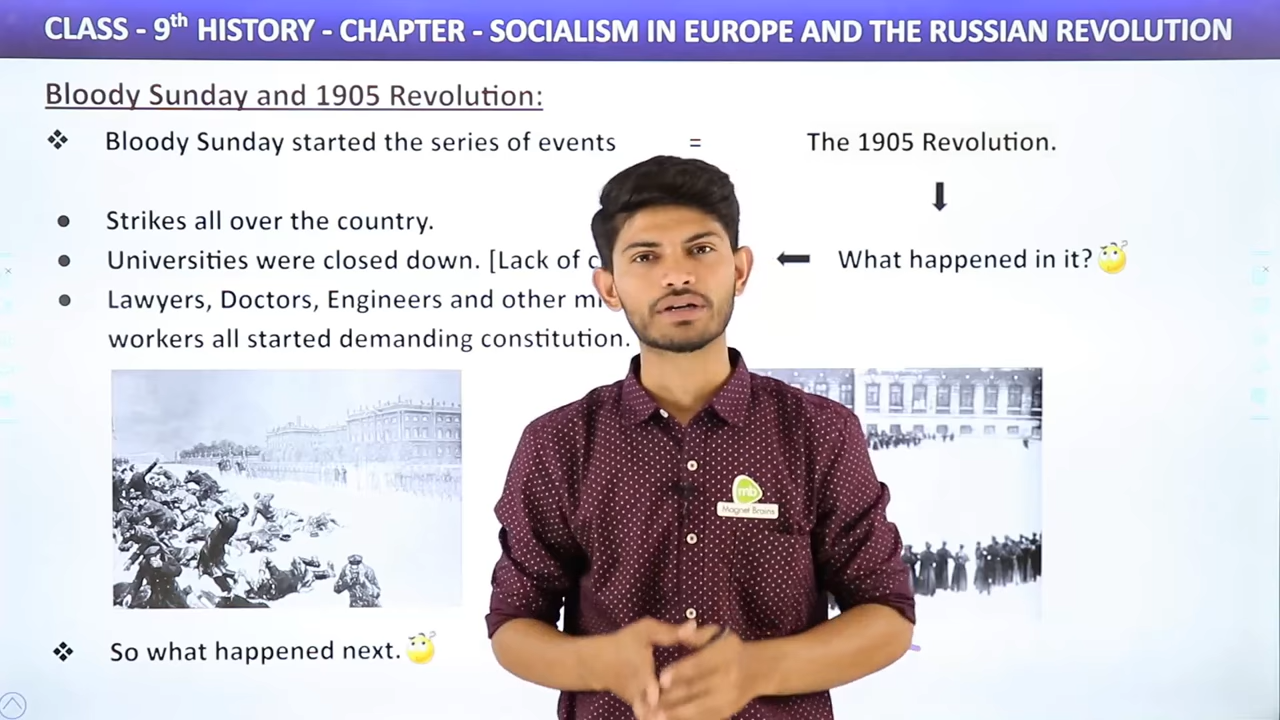 CLASS - 9th HISTORY - CHAPTER - SOCIALISM IN EUROPE AND THE RUSSIAN REVOLUTION
Bloody Sunday and 1905 Revolution:
Bloody Sunday started the series of events = The 1905 Revolution.
Strikes all over the country.
Universities were closed down. [Lack of What happened in it?
Lawyers, Doctors, Engineers and other
workers all started demanding constitution.
mb
Magnet Brains
So what happened next.